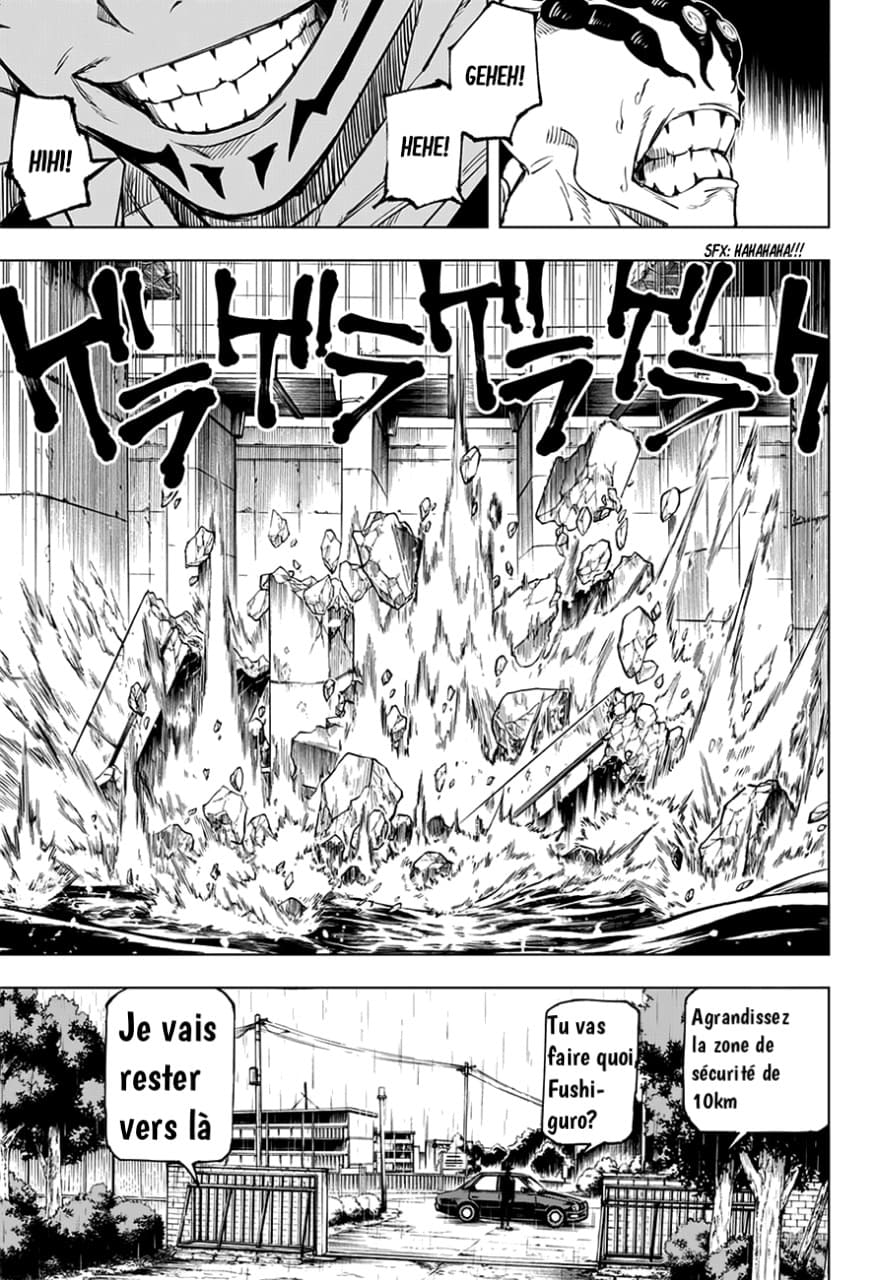 GEHEH!
HEHE!
HIHI!
SFX: HAHAHAHA!!!
ゲラゲラゲラゲラ
Agrandissez
la zone de
sécurité de
10km
Tu vas
faire quoi
Fushi-
guro?
Je vais
rester
vers là